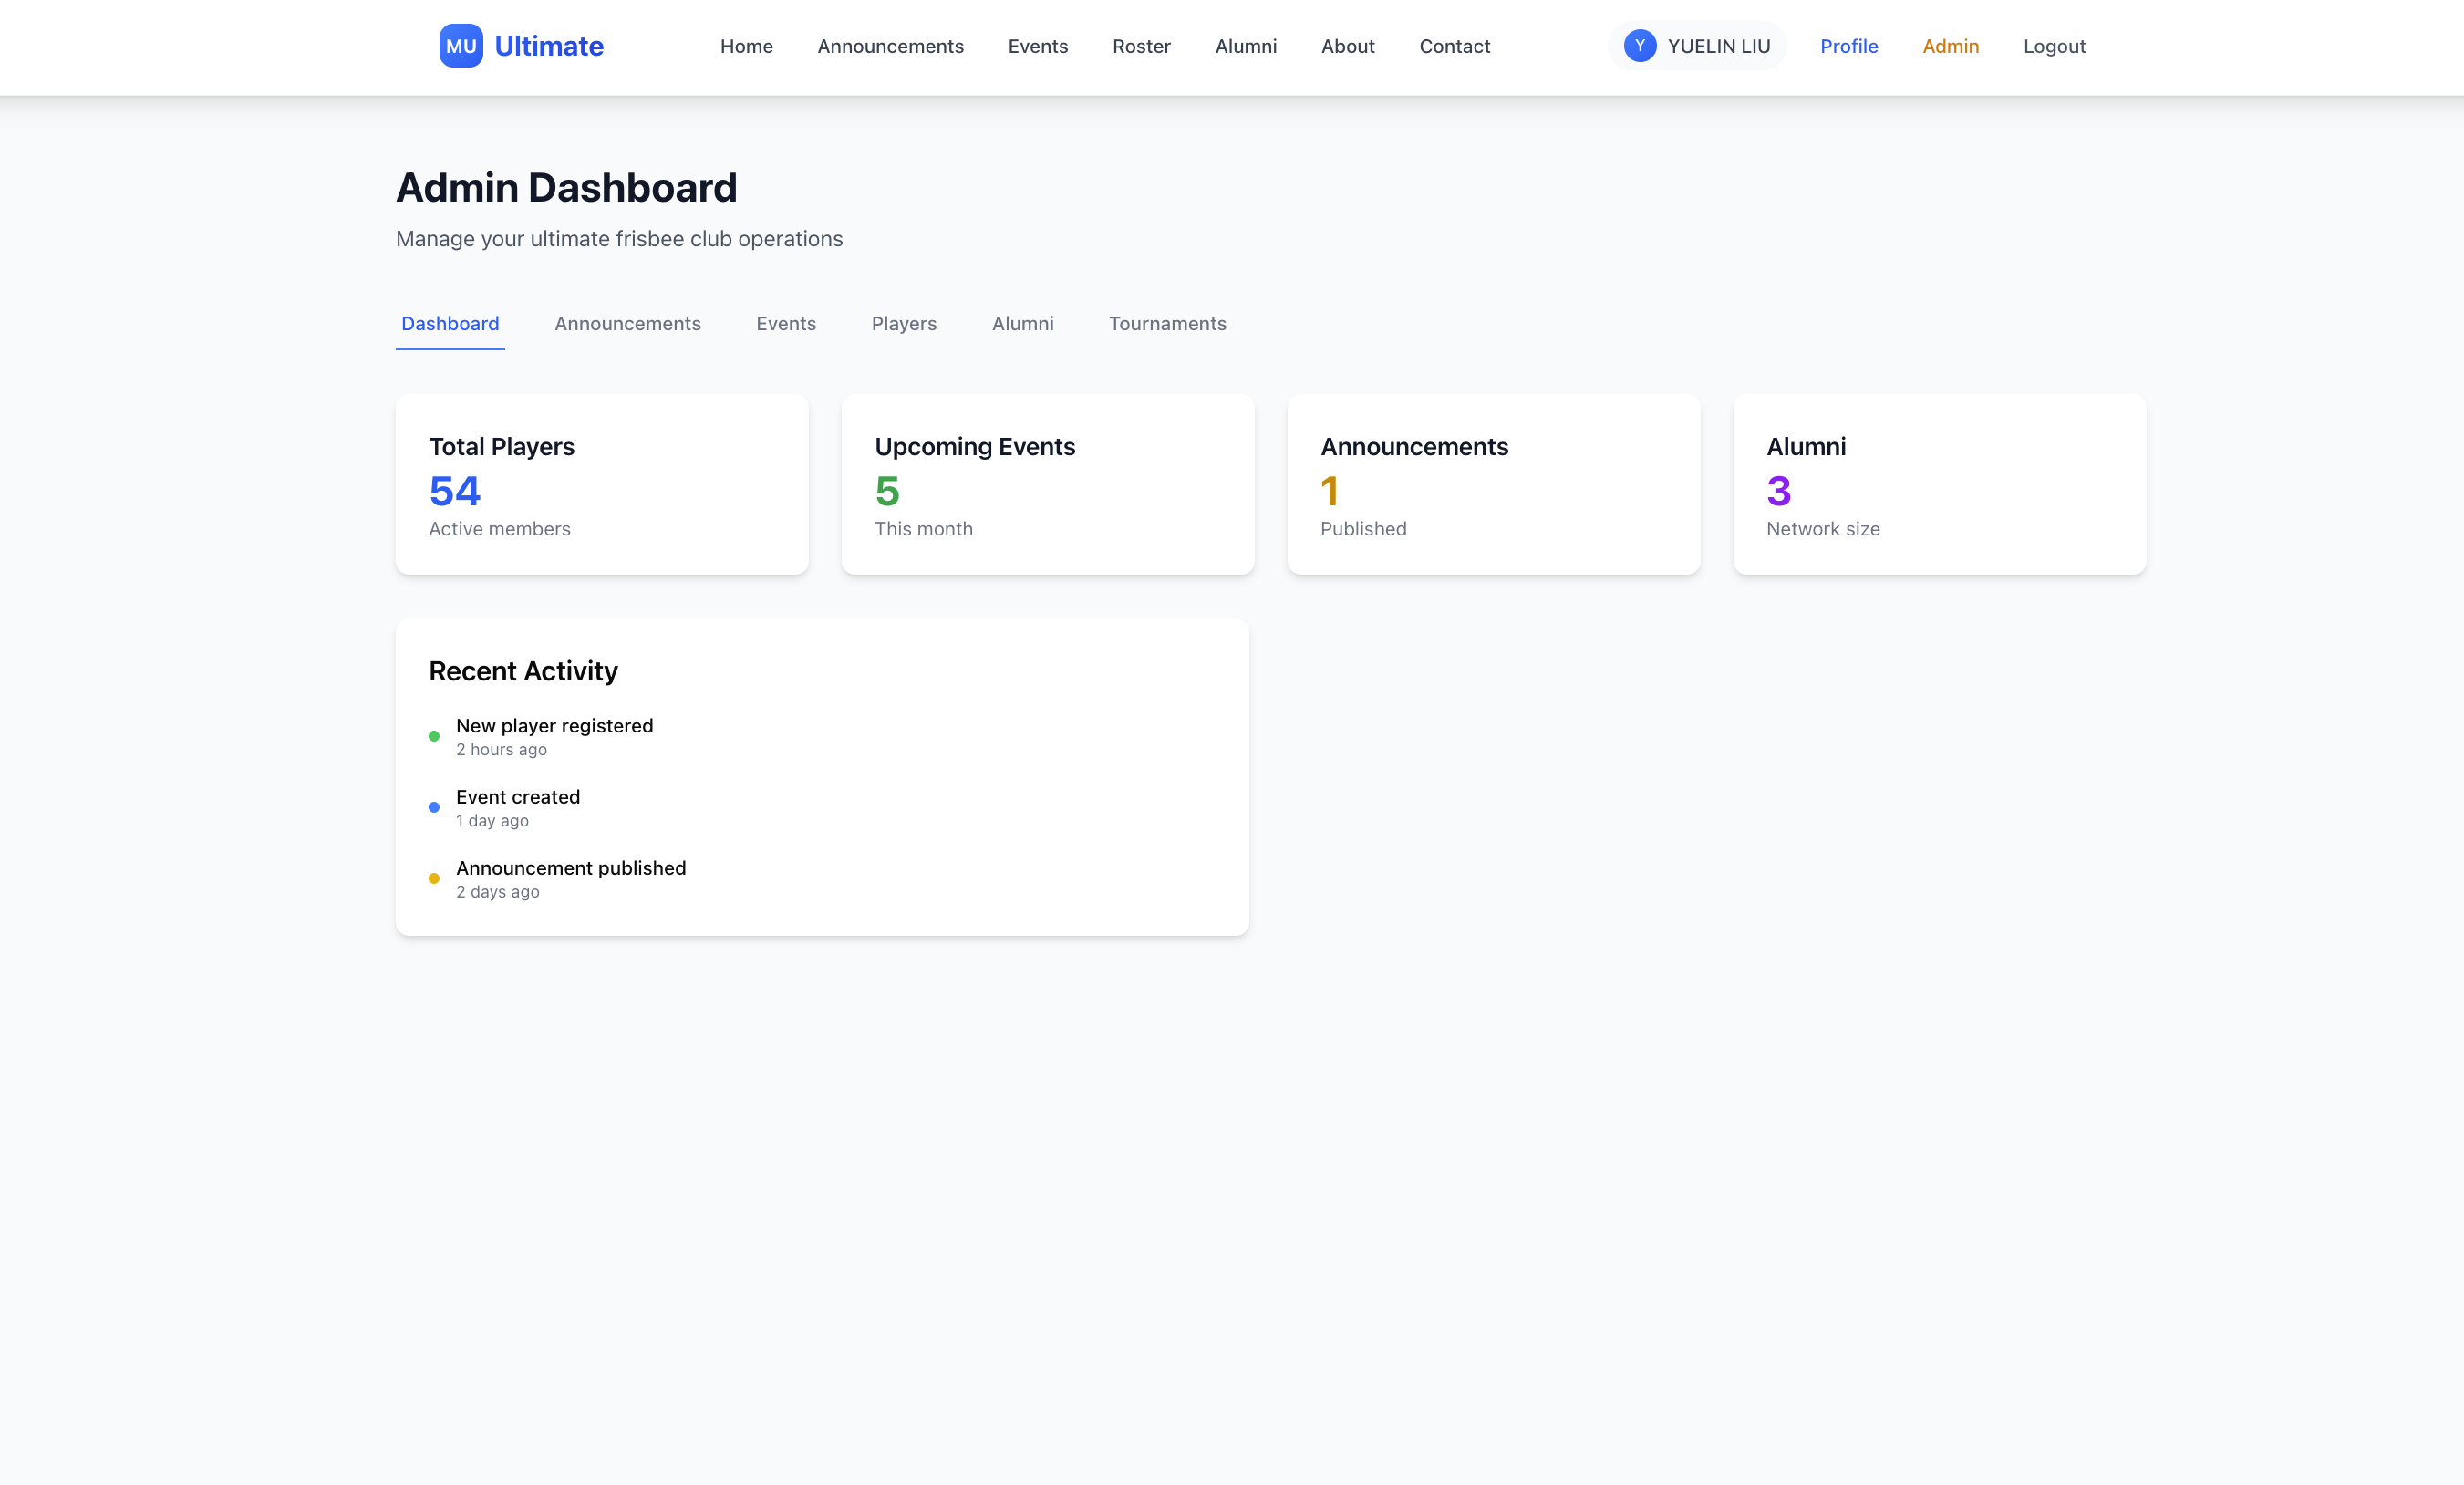 MU Ultimate Home Announcements Events Roster Alumni About Contact Y YUELIN LIU Profile Admin Logout
Admin Dashboard
Manage your ultimate frisbee club operations
Dashboard Announcements Events Players Alumni Tournaments
Total Players
54
Active members
Upcoming Events
5
This month
Announcements
1
Published
Alumni
3
Network size
Recent Activity
New player registered
2 hours ago
Event created
1 day ago
Announcement published
2 days ago